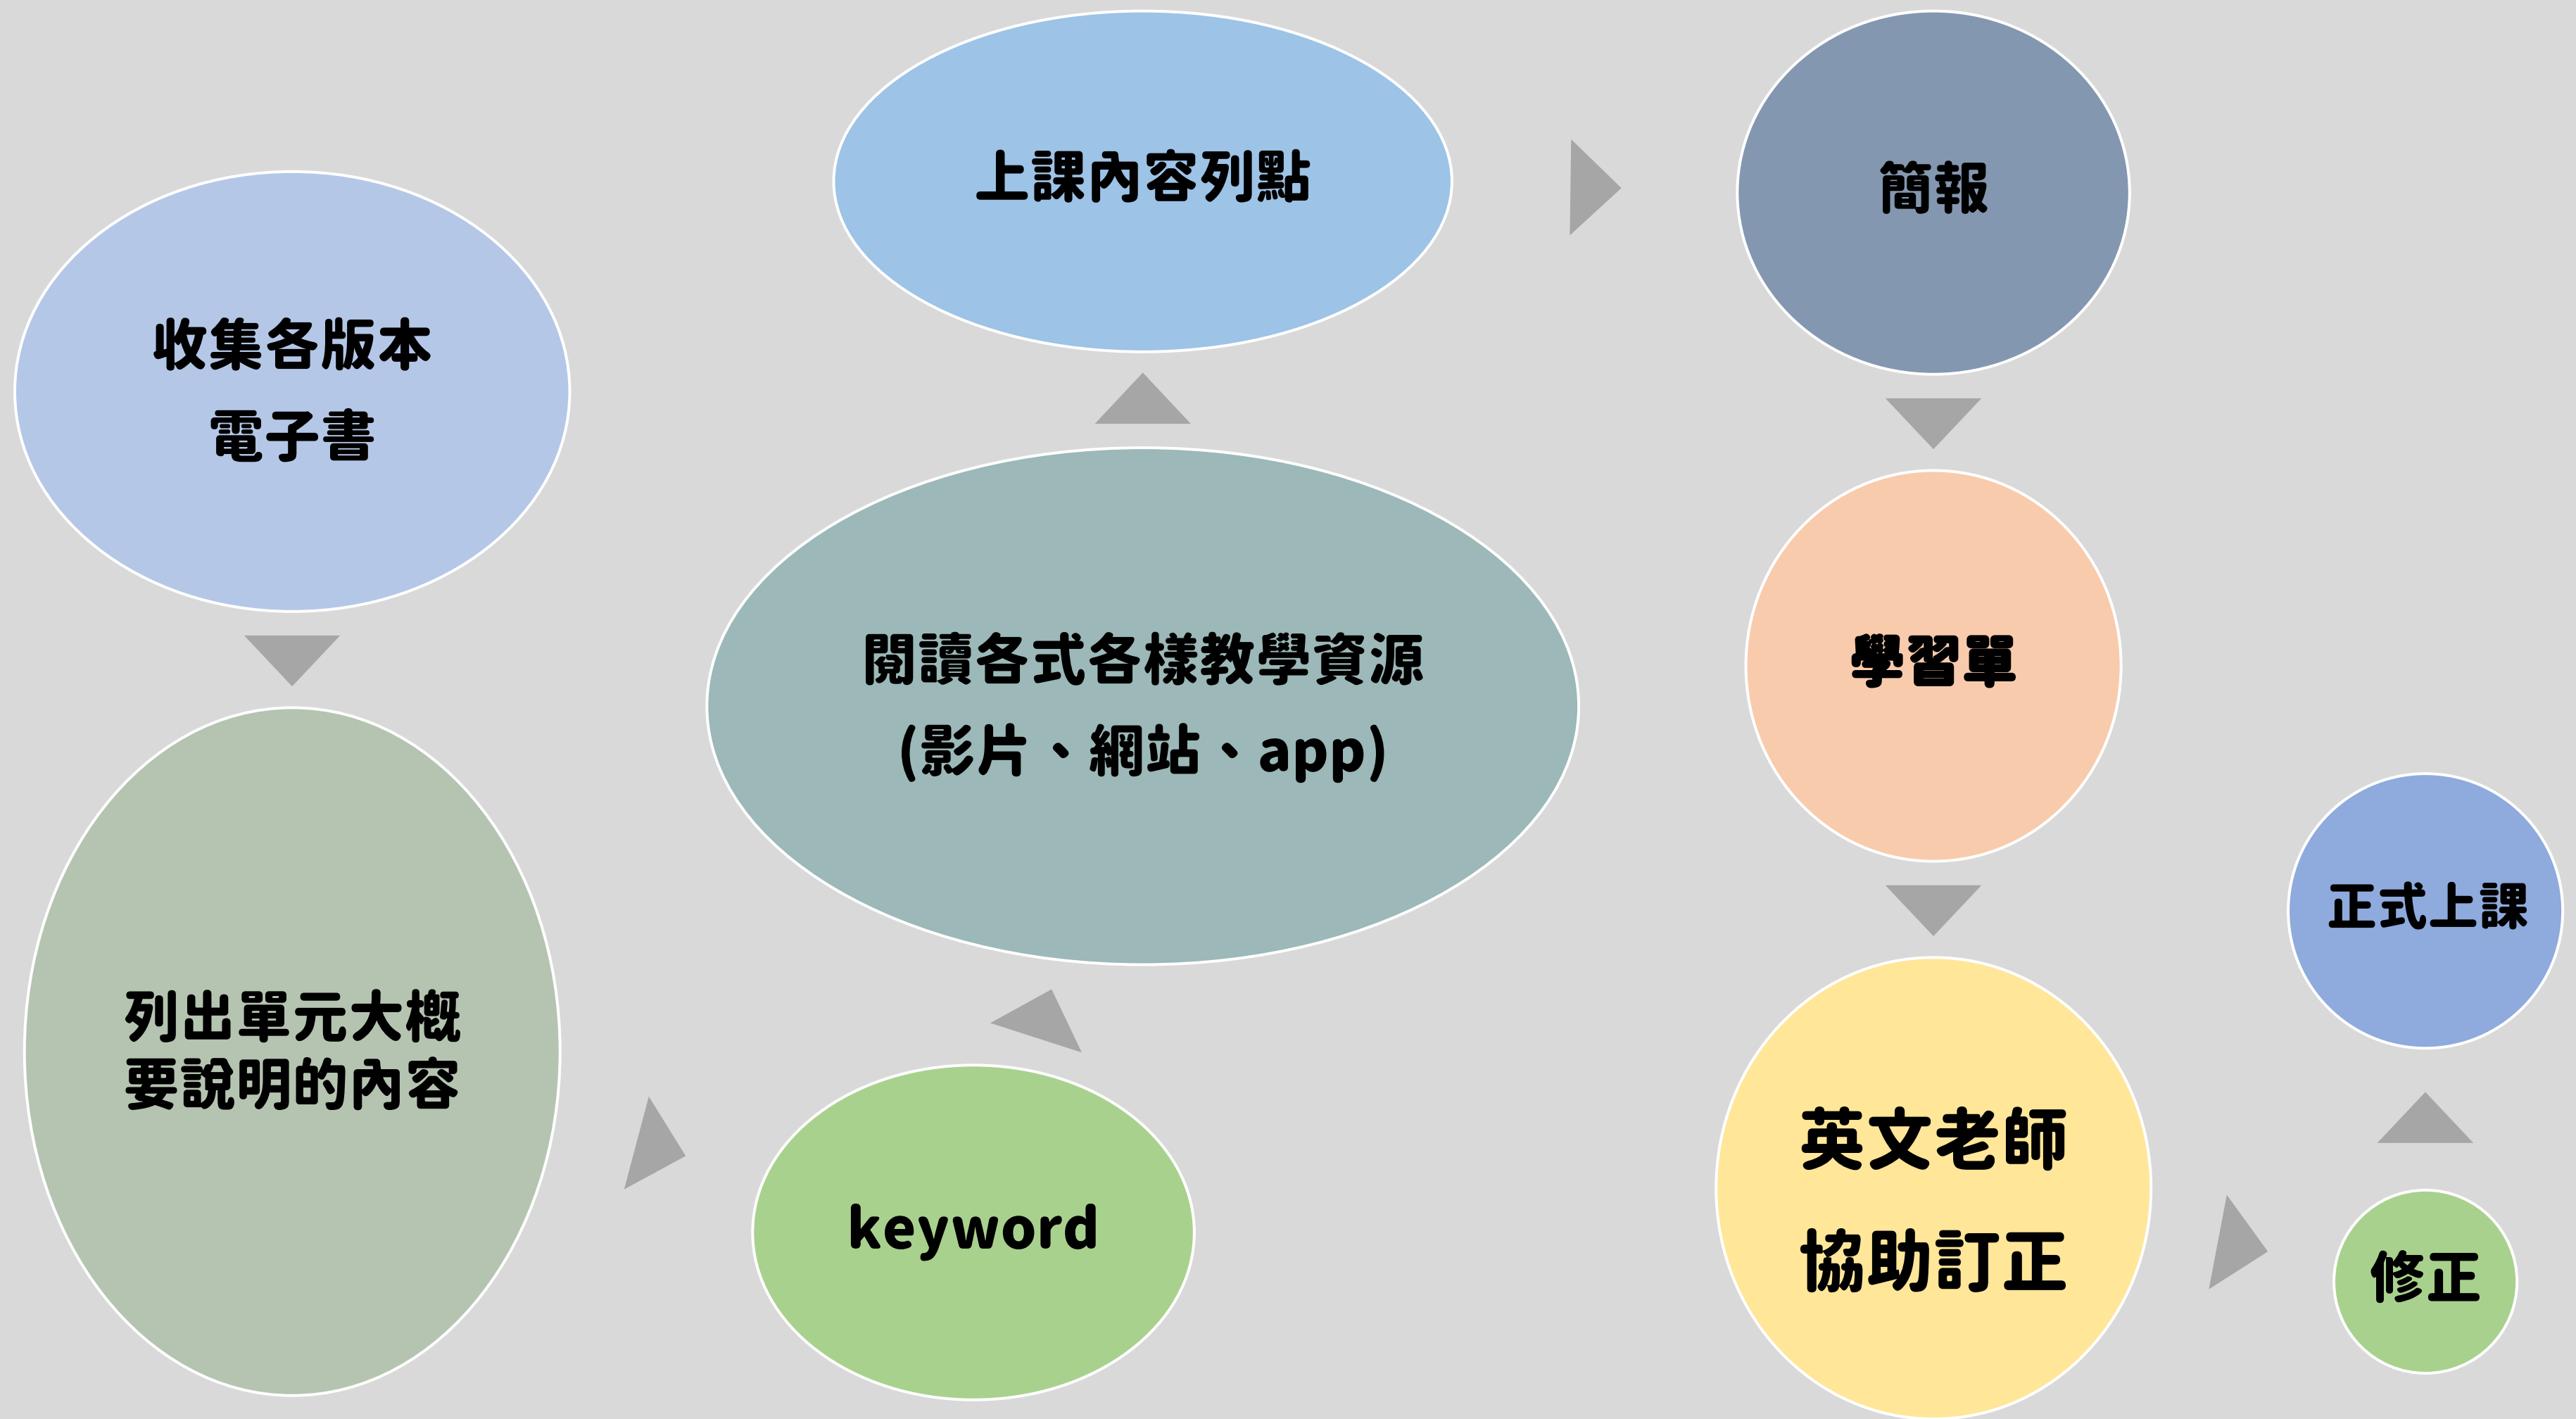 收集各版本
電子書
列出單元大概
要說明的內容
keyword
閱讀各式各樣教學資源
(影片、網站、app)
上課內容列點
簡報
學習單
英文老師
協助訂正
修正
正式上課